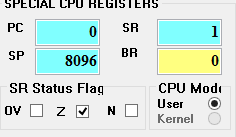 SPECIAL CPU REGISTERS
PC 0 SR 1
SP 8096 BR 0
SR Status Flag CPU Mode
OV Z N User
Kernel